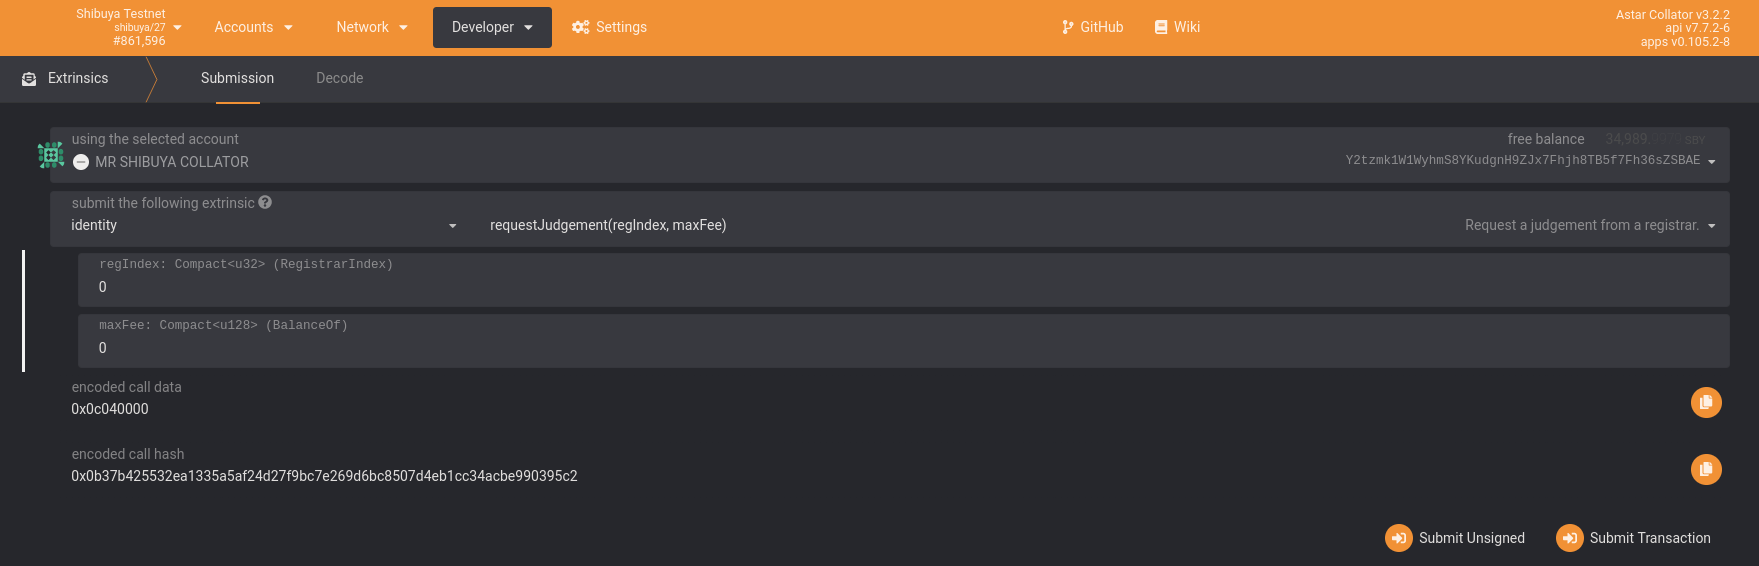 Shibuya Testnet
shibuya/27
#861,596
Accounts
Network
Developer
Settings
GitHub
Wiki
Astar Collator v3.2.2
api v7.7.2-6
apps v0.105.2-8
Extrinsics
Submission
Decode
using the selected account
MR SHIBUYA COLLATOR
free balance 34,989. SBY
Y2tzmk1W1WyhmS8YKudgnH9ZJx7Fhjh8TB5f7Fh36sZSBAE
submit the following extrinsic
identity
requestJudgement(regIndex, maxFee)
Request a judgement from a registrar.
regIndex: Compact<u32> (RegistrarIndex)
0
maxFee: Compact<u128> (BalanceOf)
0
encoded call data
0x0c040000
encoded call hash
0x0b37b425532ea1335a5af24d27f9bc7e269d6bc8507d4eb1cc34acbe990395c2
Submit Unsigned
Submit Transaction